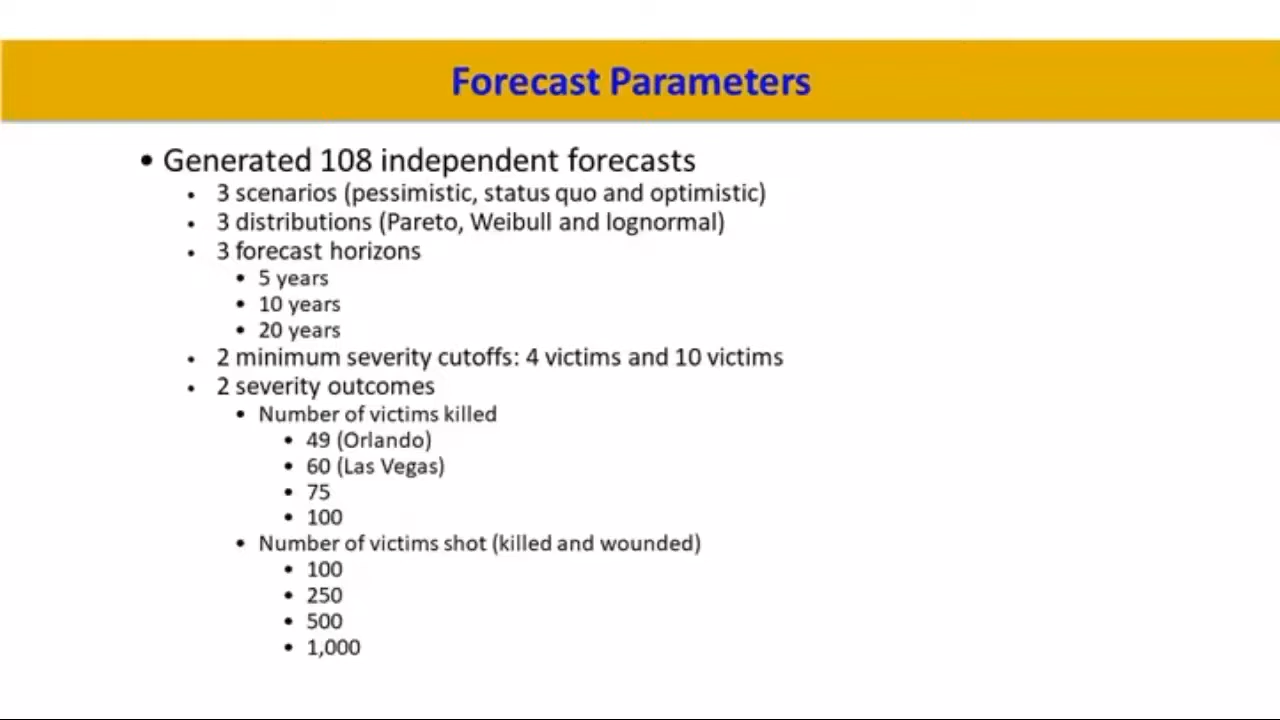 Forecast Parameters
• Generated 108 independent forecasts
• 3 scenarios (pessimistic, status quo and optimistic)
• 3 distributions (Pareto, Weibull and lognormal)
• 3 forecast horizons
• 5 years
• 10 years
• 20 years
• 2 minimum severity cutoffs: 4 victims and 10 victims
• 2 severity outcomes
• Number of victims killed
• 49 (Orlando)
• 60 (Las Vegas)
• 75
• 100
• Number of victims shot (killed and wounded)
• 100
• 250
• 500
• 1,000